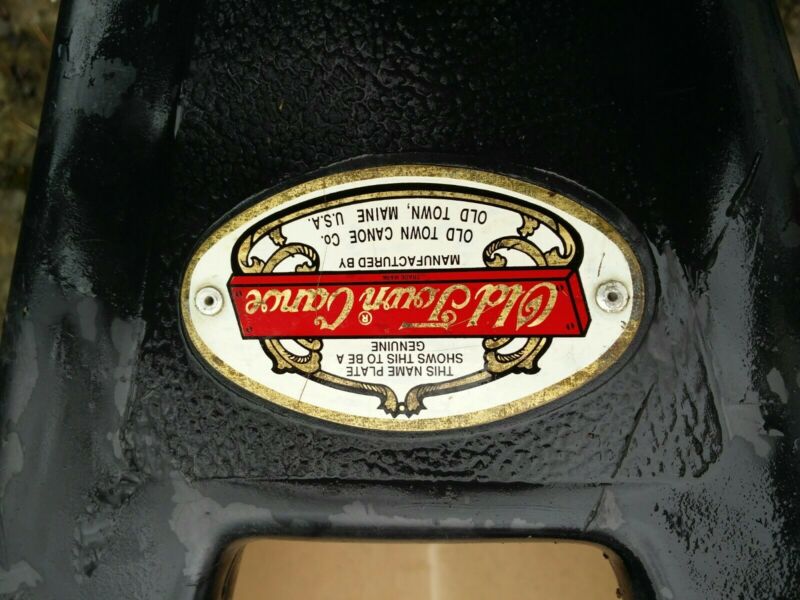 THIS NAME PLATE
SHOWS THIS TO BE A
GENUINE
Old Town Canoe ®
TRADE MARK
MANUFACTURED BY
OLD TOWN CANOE Co.
OLD TOWN, MAINE U.S.A.